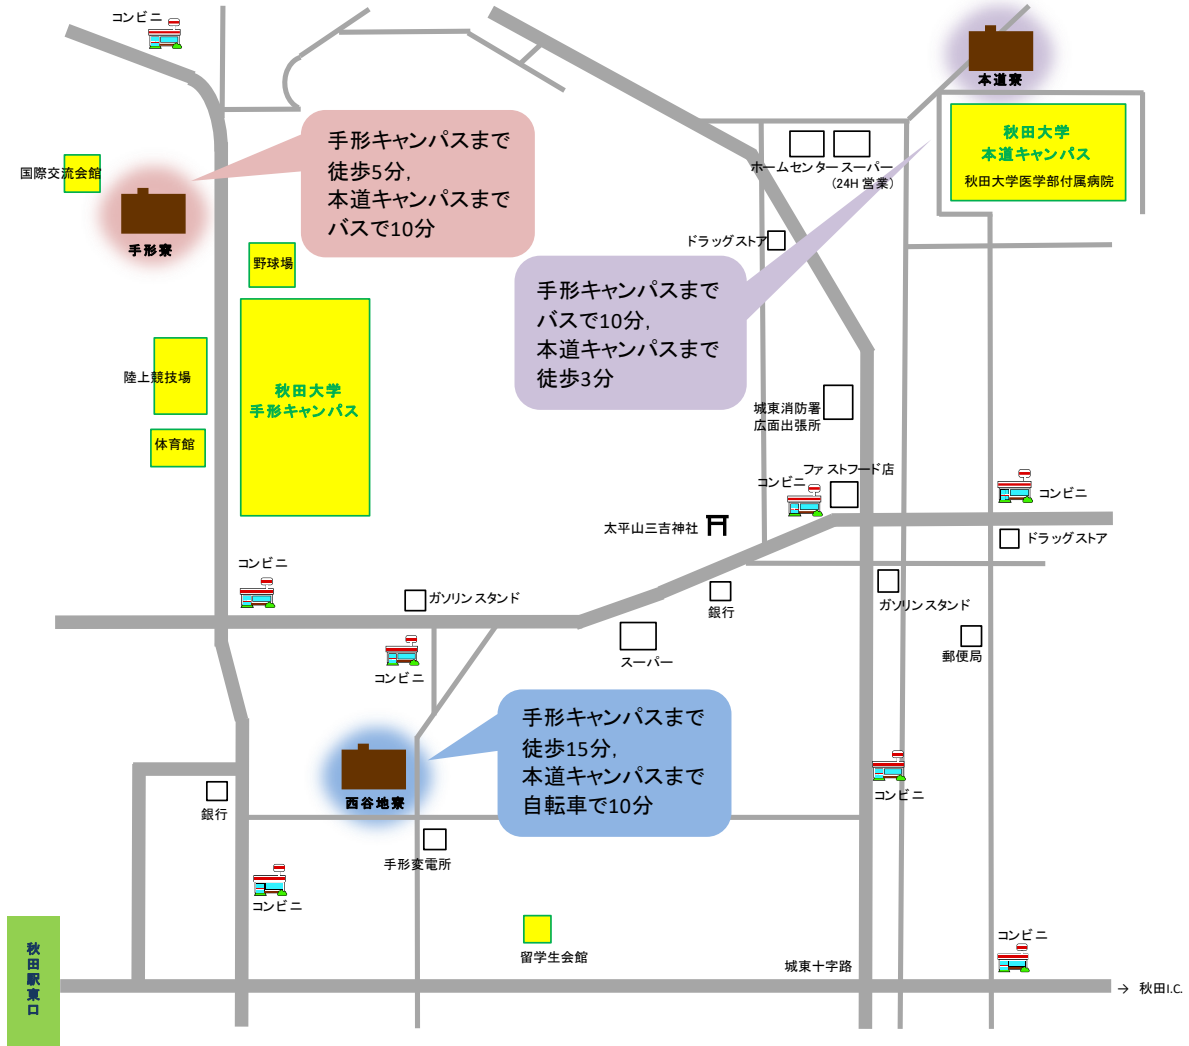 コンビニ
本道寮
秋田大学
本道キャンパス
秋田大学医学部付属病院
手形キャンパスまで
徒歩5分,
本道キャンパスまで
バスで10分
ホームセンター
スーパー
(24H 営業)
国際交流会館
手形寮
ドラッグストア
野球場
手形キャンパスまで
バスで10分,
本道キャンパスまで
徒歩3分
陸上競技場
秋田大学
手形キャンパス
城東消防署
広面出張所
体育館
ファストフード店
コンビニ
コンビニ
太平山三吉神社
ドラッグストア
コンビニ
ガソリンスタンド
銀行
ガソリンスタンド
スーパー
郵便局
コンビニ
手形キャンパスまで
徒歩15分,
本道キャンパスまで
自転車で10分
西谷地寮
コンビニ
銀行
手形変電所
コンビニ
秋田駅東口
留学生会館
城東十字路
コンビニ
→ 秋田I.C.